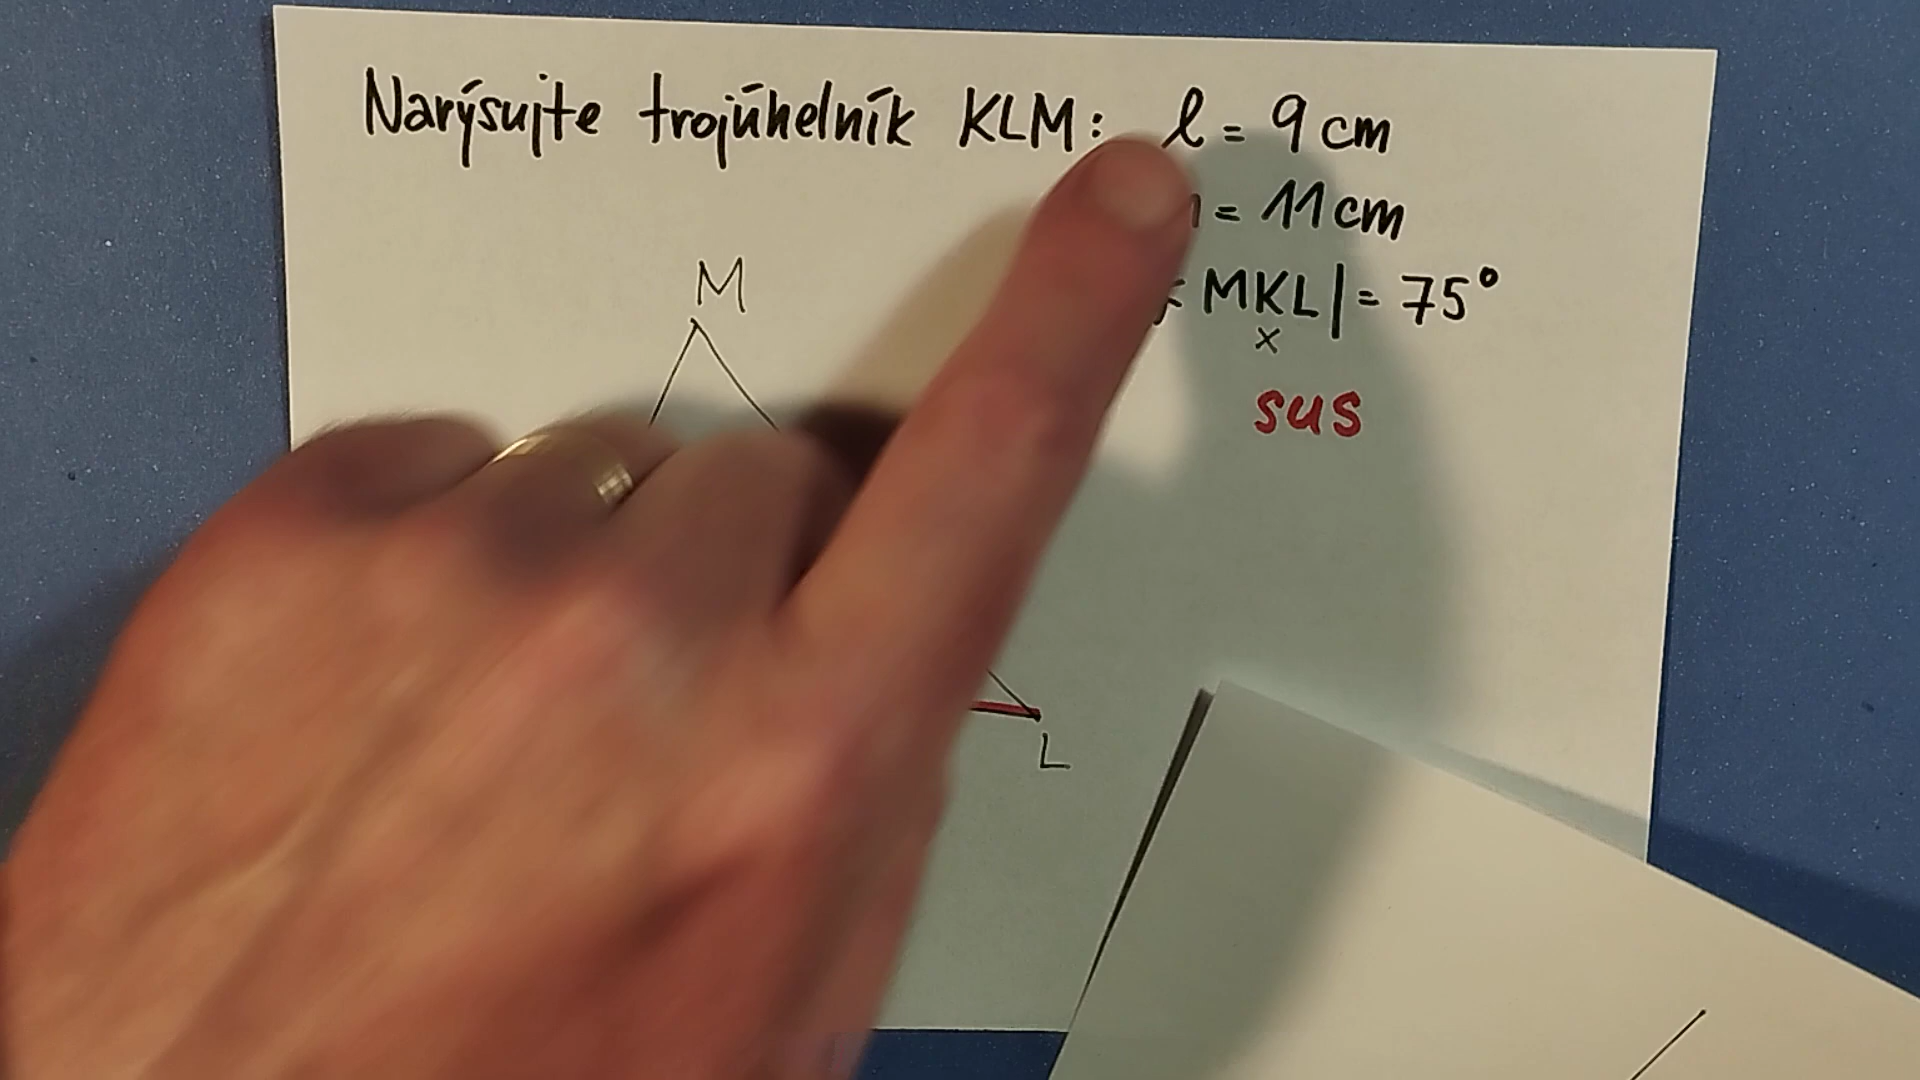 Narýsujte trojúhelník KLM: l = 9 cm
= 11 cm
MKL| = 75°
x
sus
M
L